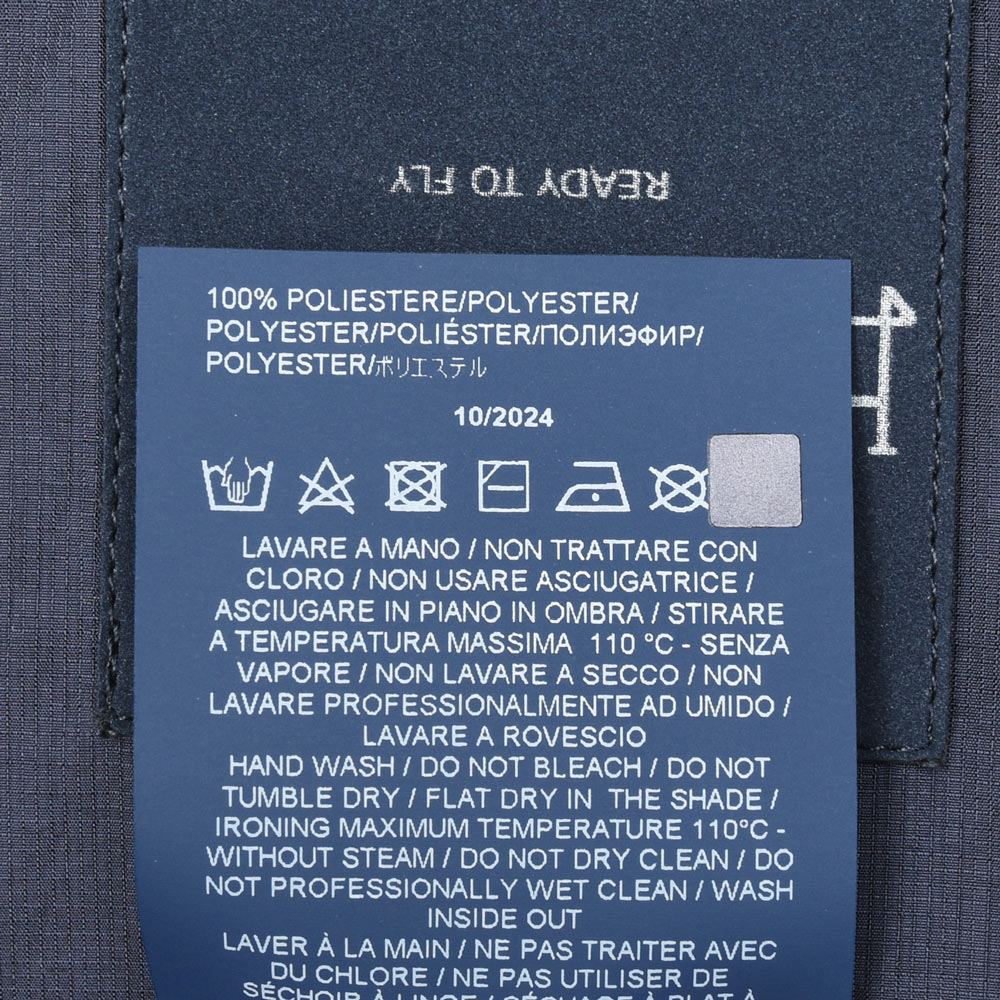 READY TO FLY
100% POLIESTERE/POLYESTER/
POLYESTER/POLIÉSTER/ПОЛИЭФИР/
POLYESTER/ポリエステル
10/2024
LAVARE A MANO / NON TRATTARE CON
CLORO / NON USARE ASCIUGATRICE /
ASCIUGARE IN PIANO IN OMBRA / STIRARE
A TEMPERATURA MASSIMA 110 °C - SENZA
VAPORE / NON LAVARE A SECCO / NON
LAVARE PROFESSIONALMENTE AD UMIDO /
LAVARE A ROVESCIO
HAND WASH / DO NOT BLEACH / DO NOT
TUMBLE DRY / FLAT DRY IN THE SHADE /
IRONING MAXIMUM TEMPERATURE 110°C -
WITHOUT STEAM / DO NOT DRY CLEAN / DO
NOT PROFESSIONALLY WET CLEAN / WASH
INSIDE OUT
LAVER À LA MAIN / NE PAS TRAITER AVEC
DU CHLORE / NE PAS UTILISER DE
SÉCHOIR À LINGE / SÉCHAGE À PLAT À